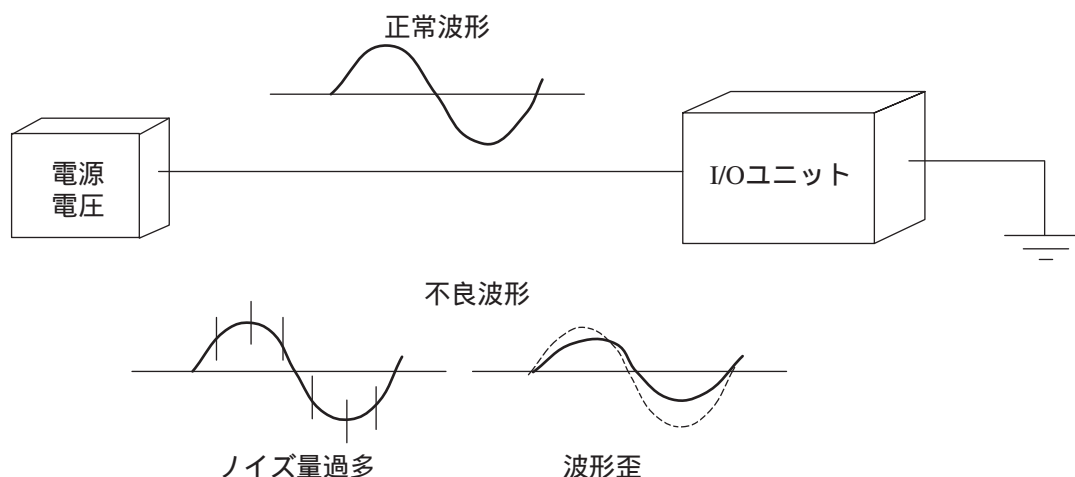 正常波形
電源
電圧
I/Oユニット
不良波形
ノイズ量過多
波形歪